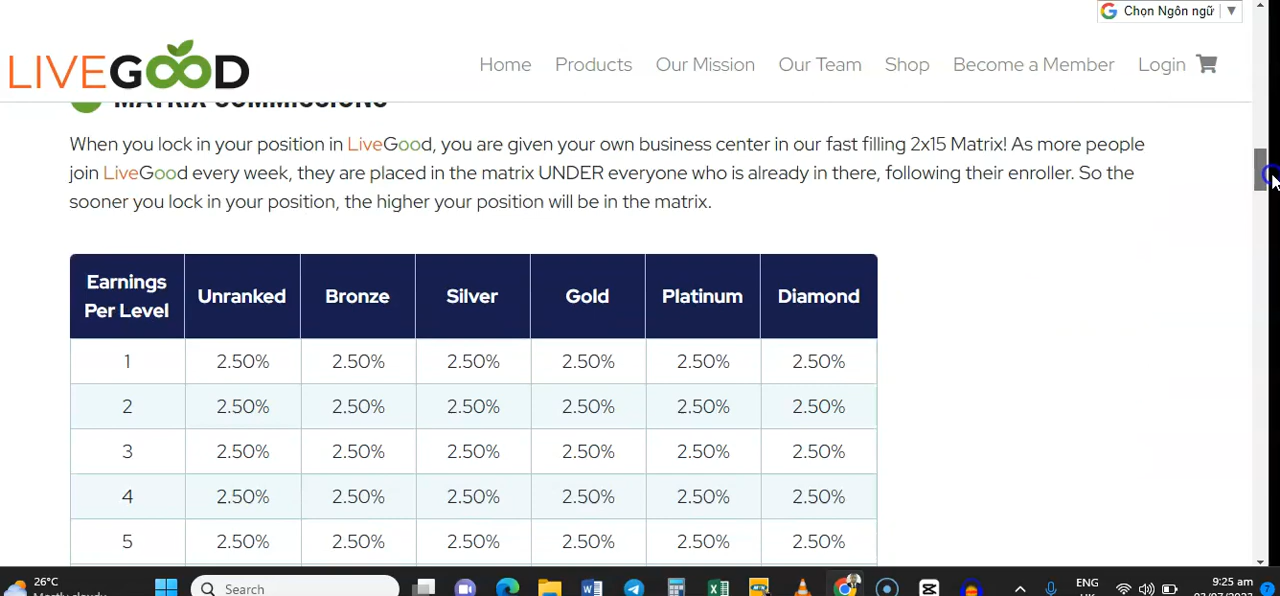 Chọn Ngôn ngữ ▼
LIVEGOOD
Home Products Our Mission Our Team Shop Become a Member Login
MATRIX COMMISSIONS
When you lock in your position in LiveGood, you are given your own business center in our fast filling 2x15 Matrix! As more people
join LiveGood every week, they are placed in the matrix UNDER everyone who is already in there, following their enroller. So the
sooner you lock in your position, the higher your position will be in the matrix.
Earnings Per Level Unranked Bronze Silver Gold Platinum Diamond
1 2.50% 2.50% 2.50% 2.50% 2.50% 2.50%
2 2.50% 2.50% 2.50% 2.50% 2.50% 2.50%
3 2.50% 2.50% 2.50% 2.50% 2.50% 2.50%
4 2.50% 2.50% 2.50% 2.50% 2.50% 2.50%
5 2.50% 2.50% 2.50% 2.50% 2.50% 2.50%
26°C
Search
ENG
9:25 am